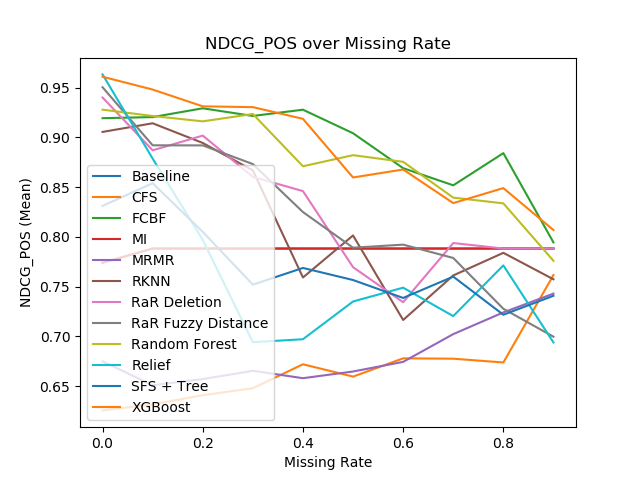 NDCG_POS over Missing Rate
NDCG_POS (Mean)
0.95
0.90
0.85
0.80
0.75
0.70
0.65
Baseline
CFS
FCBF
MI
MRMR
RKNN
RaR Deletion
RaR Fuzzy Distance
Random Forest
Relief
SFS + Tree
XGBoost
0.0 0.2 0.4 0.6 0.8
Missing Rate